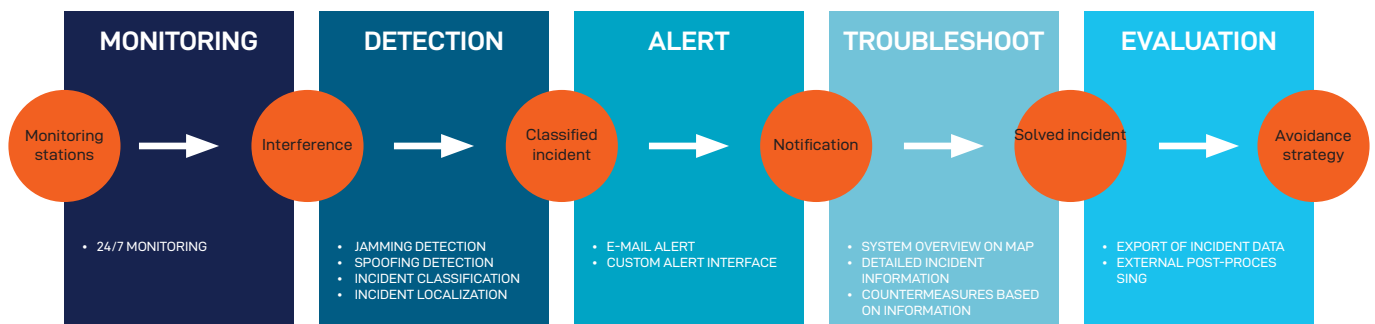 MONITORING
DETECTION
ALERT
TROUBLESHOOT
EVALUATION
Monitoring
stations
Interference
Classified
incident
Notification
Solved incident
Avoidance
strategy
• 24/7 MONITORING
• JAMMING DETECTION
• SPOOFING DETECTION
• INCIDENT CLASSIFICATION
• INCIDENT LOCALIZATION
• E-MAIL ALERT
• CUSTOM ALERT INTERFACE
• SYSTEM OVERVIEW ON MAP
• DETAILED INCIDENT
INFORMATION
• COUNTERMEASURES BASED
ON INFORMATION
• EXPORT OF INCIDENT DATA
• EXTERNAL POST-PROCES
SING